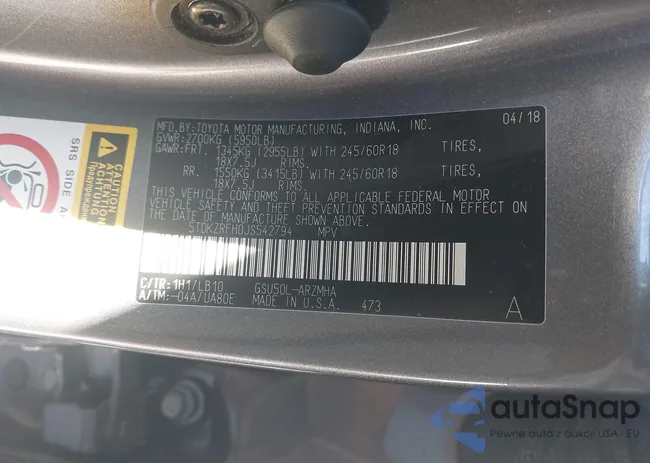 MFD.BY: TOYOTA MOTOR MANUFACTURING, INDIANA, INC. 04/18
GVWR: 2700KG (5950LB)
GAWR:FRT. 1345KG (2955LB) WITH 245/60R18 TIRES,
18X7.5J RIMS.
RR. 1550KG (3415LB) WITH 245/60R18 TIRES,
18X7.5J RIMS.
THIS VEHICLE CONFORMS TO ALL APPLICABLE FEDERAL MOTOR
VEHICLE SAFETY AND THEFT PREVENTION STANDARDS IN EFFECT ON
THE DATE OF MANUFACTURE SHOWN ABOVE.
5TDKZRFH0JS542794 MPV
C/TR: 1H1/LB10 GSU50L-ARZMHA
A/TM: -04A/UA80E MADE IN U.S.A. 473 A
SRS SIDE
CAUTION
ATTENTION
ACHTUNG
autoSnap
Pewne auta z aukcji USA - EU